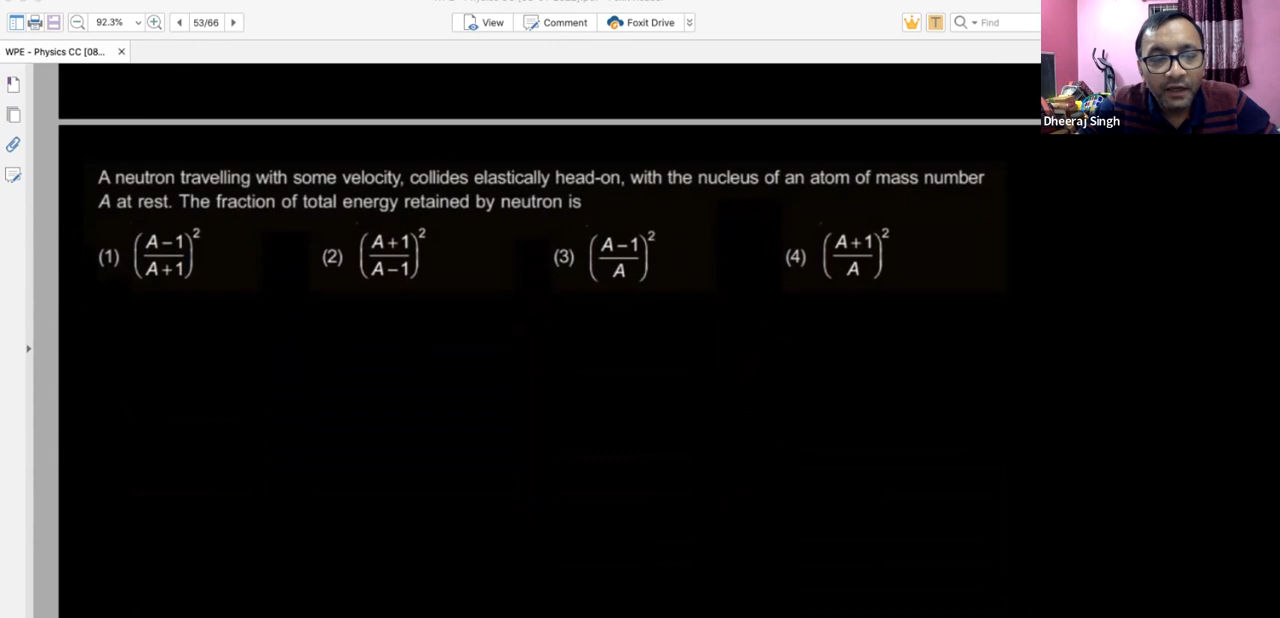 92.3%
53/66
View
Comment
Foxit Drive
T
Find
WPE - Physics CC [08...
Dheeraj Singh
A neutron travelling with some velocity, collides elastically head-on, with the nucleus of an atom of mass number
A at rest. The fraction of total energy retained by neutron is
(1) ((A−1)/(A+1))² (2) ((A+1)/(A−1))² (3) ((A−1)/A)² (4) ((A+1)/A)²